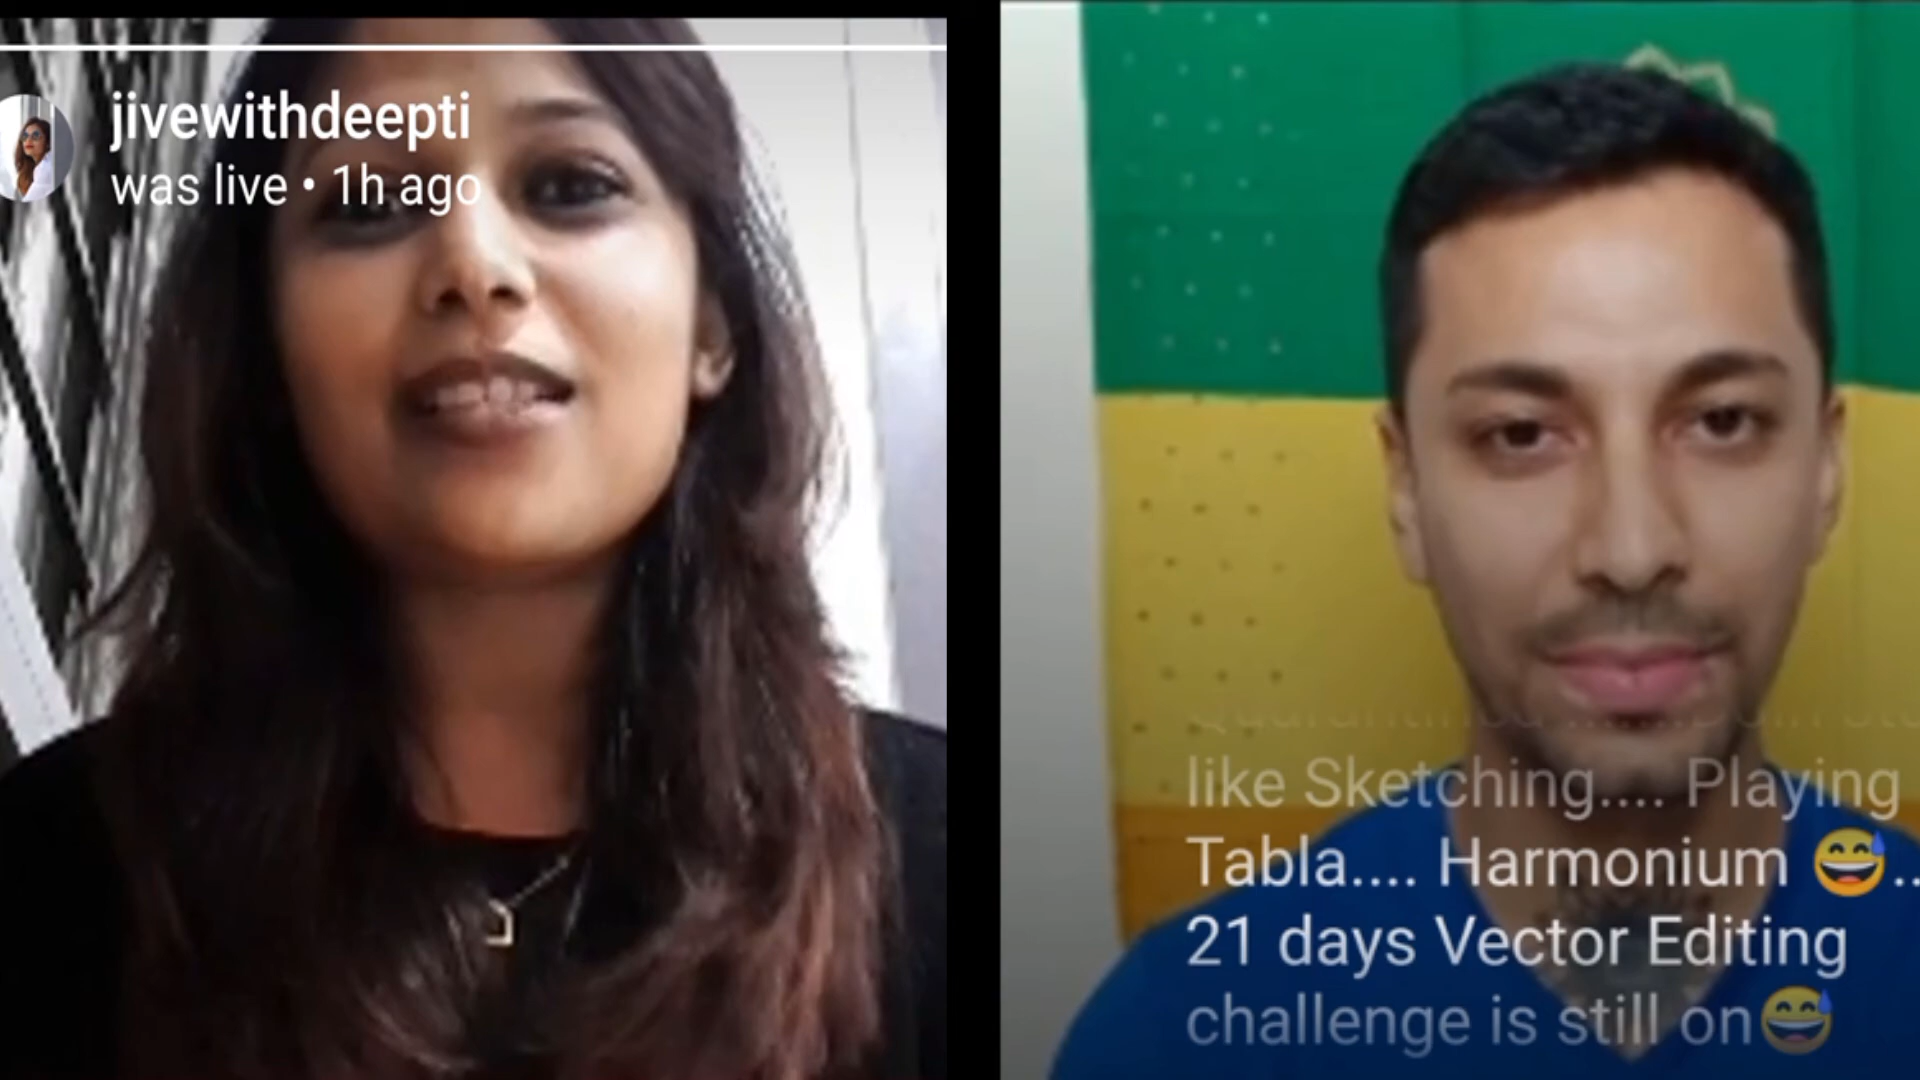 jivewithdeepti
was live • 1h ago
like Sketching.... Playing
Tabla.... Harmonium 😅..
21 days Vector Editing
challenge is still on😅